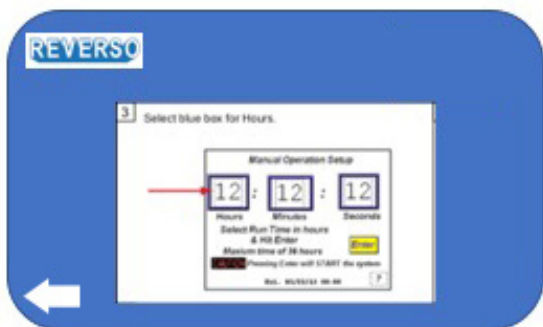 REVERSO
3
Select blue box for Hours.
Manual Operation Setup
12 : 12 : 12
Hours Minutes Seconds
Select Run Time in hours
& Hit Enter
Enter
Maxium time of 36 hours
Pressing Enter will START the system